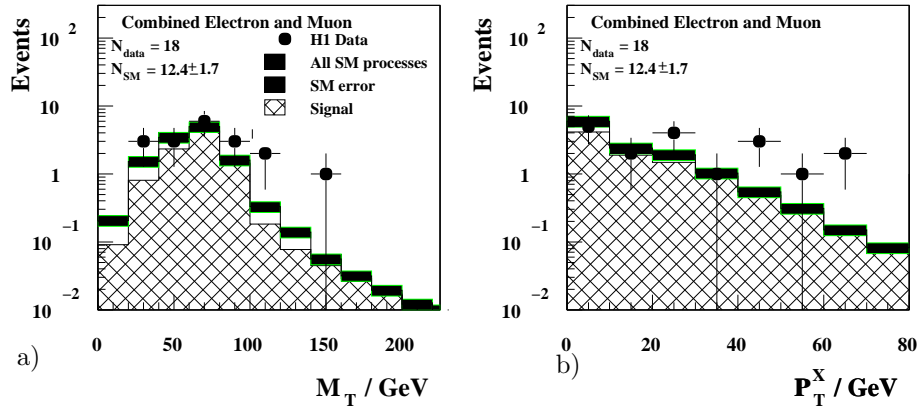 Combined Electron and Muon
N_data = 18
N_SM = 12.4±1.7
H1 Data
All SM processes
SM error
Signal
Events
10^2
10
1
10^-1
10^-2
0 50 100 150 200
M_T / GeV
a)
Combined Electron and Muon
N_data = 18
N_SM = 12.4±1.7
Events
10^2
10
1
10^-1
10^-2
0 20 40 60 80
P_T^X / GeV
b)